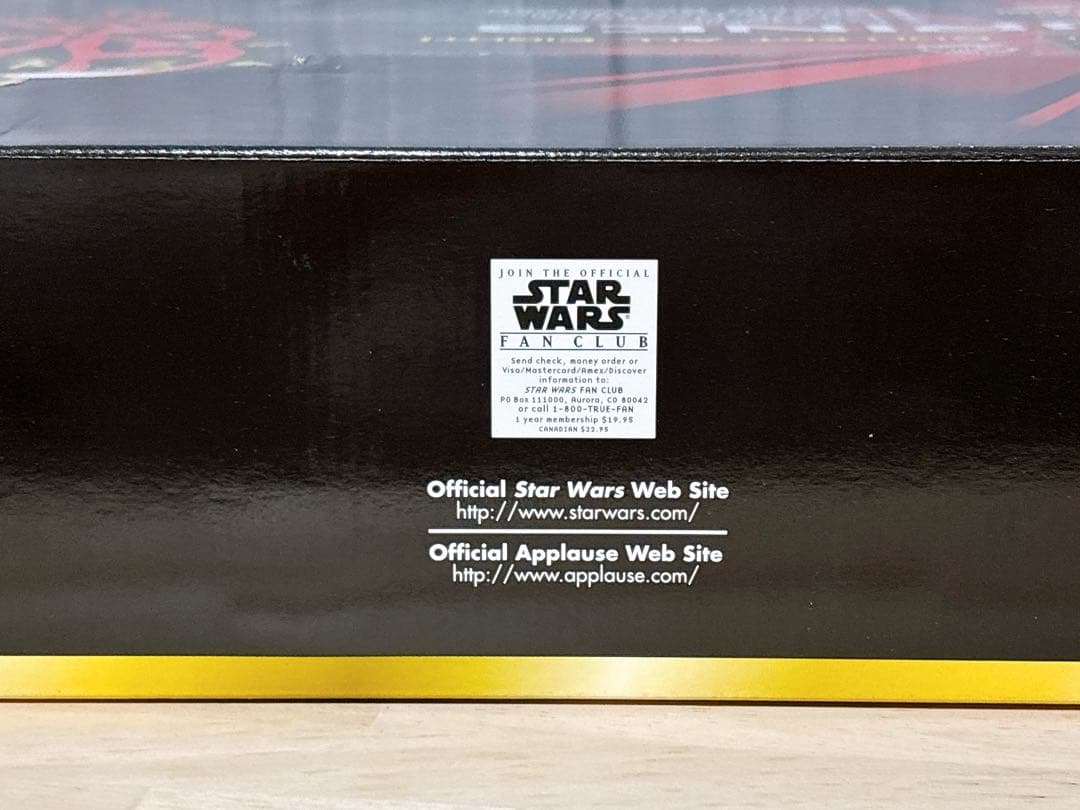 JOIN THE OFFICIAL
STAR
WARS
FAN CLUB
Send check, money order or
Visa/Mastercard/Amex/Discover
information to:
STAR WARS FAN CLUB
PO Box 111000, Aurora, CO 80042
or call 1-800-TRUE-FAN
1 year membership $19.95
CANADIAN $22.95
Official Star Wars Web Site
http://www.starwars.com/
Official Applause Web Site
http://www.applause.com/